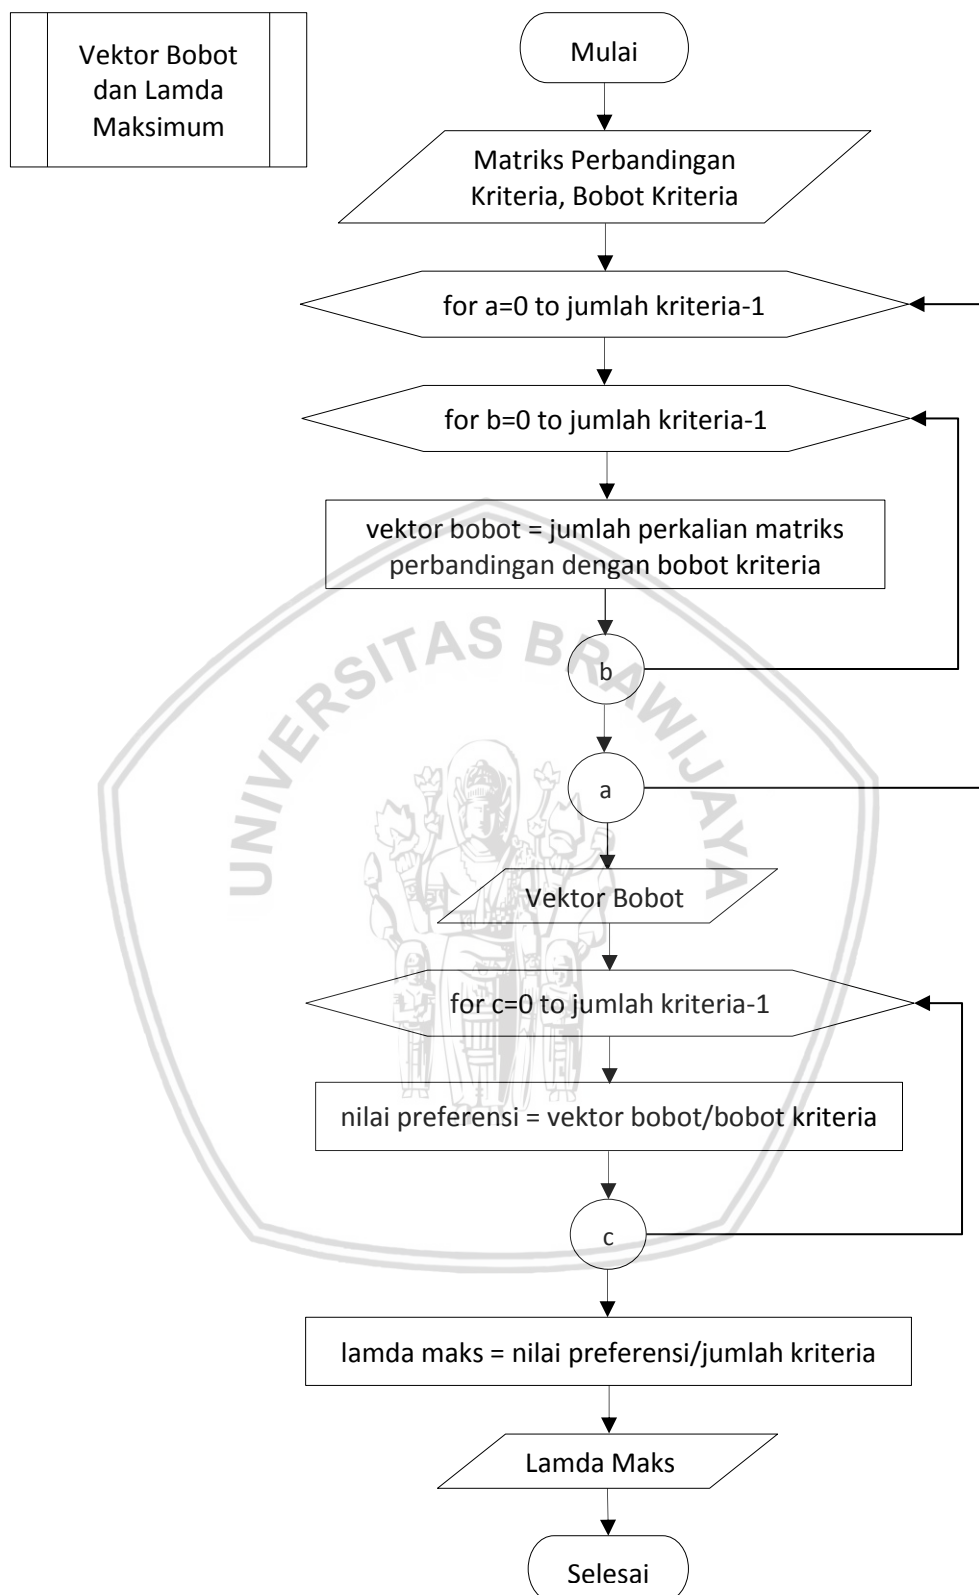 Vektor Bobot
dan Lamda
Maksimum
Mulai
Matriks Perbandingan
Kriteria, Bobot Kriteria
for a=0 to jumlah kriteria-1
for b=0 to jumlah kriteria-1
vektor bobot = jumlah perkalian matriks
perbandingan dengan bobot kriteria
UNIVERSITAS BRAWIJAYA
b
a
Vektor Bobot
for c=0 to jumlah kriteria-1
nilai preferensi = vektor bobot/bobot kriteria
c
lamda maks = nilai preferensi/jumlah kriteria
Lamda Maks
Selesai